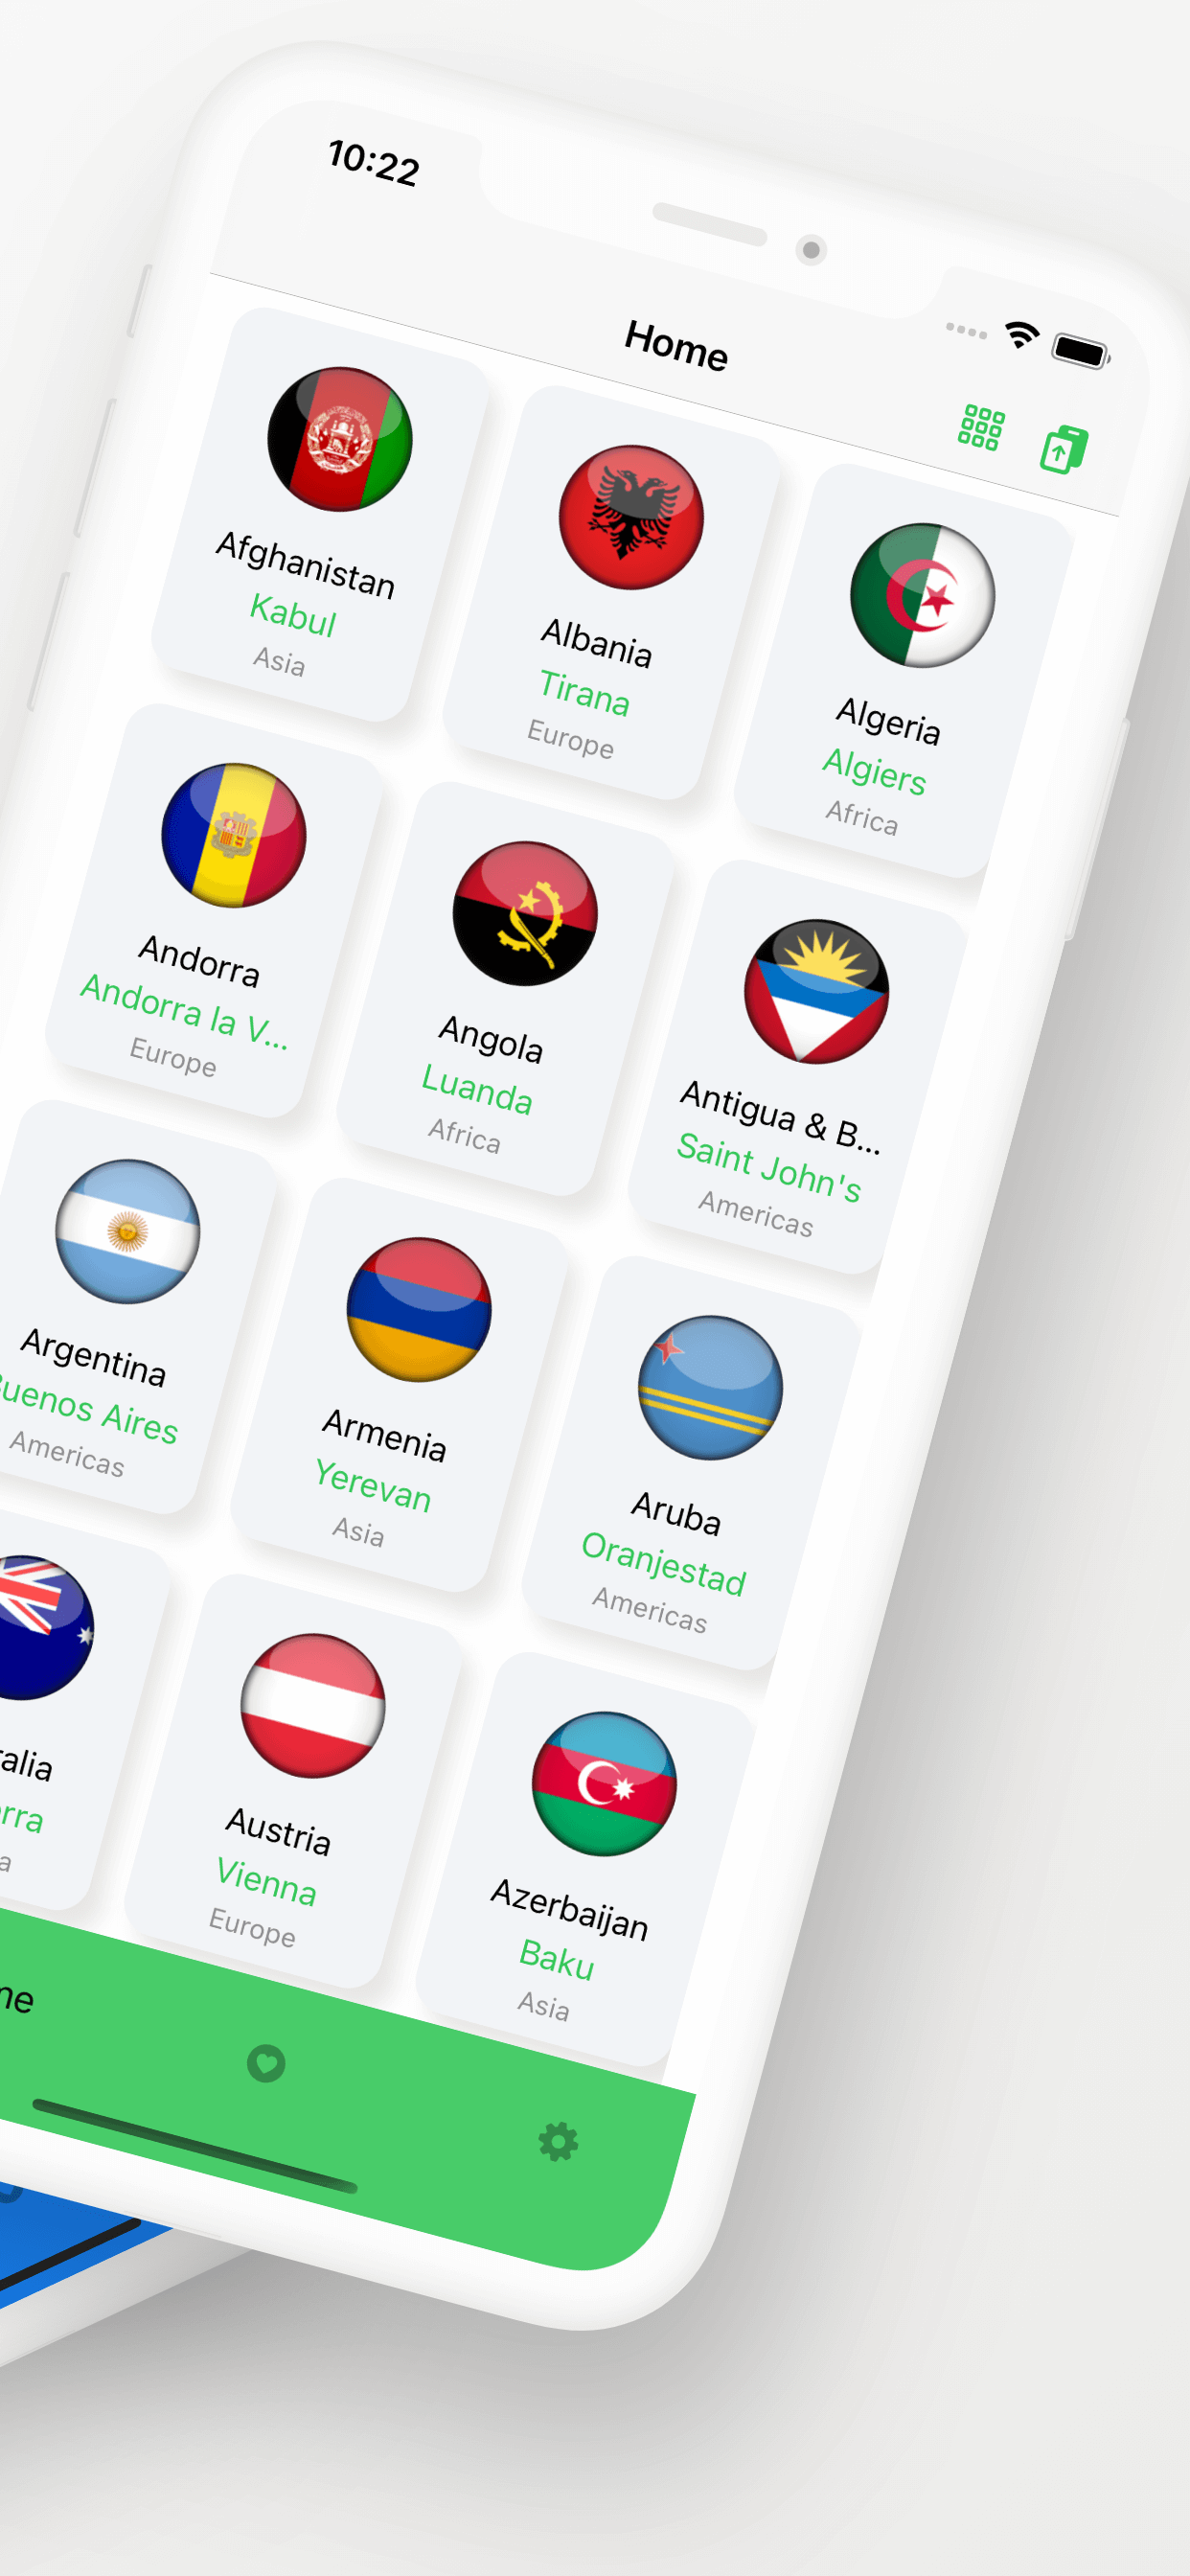 10:22
Home
Afghanistan
Kabul
Asia
Albania
Tirana
Europe
Algeria
Algiers
Africa
Andorra
Andorra la V...
Europe
Angola
Luanda
Africa
Antigua & B...
Saint John's
Americas
Argentina
uenos Aires
Americas
Armenia
Yerevan
Asia
Aruba
Oranjestad
Americas
alia
rra
a
Austria
Vienna
Europe
Azerbaijan
Baku
Asia
me